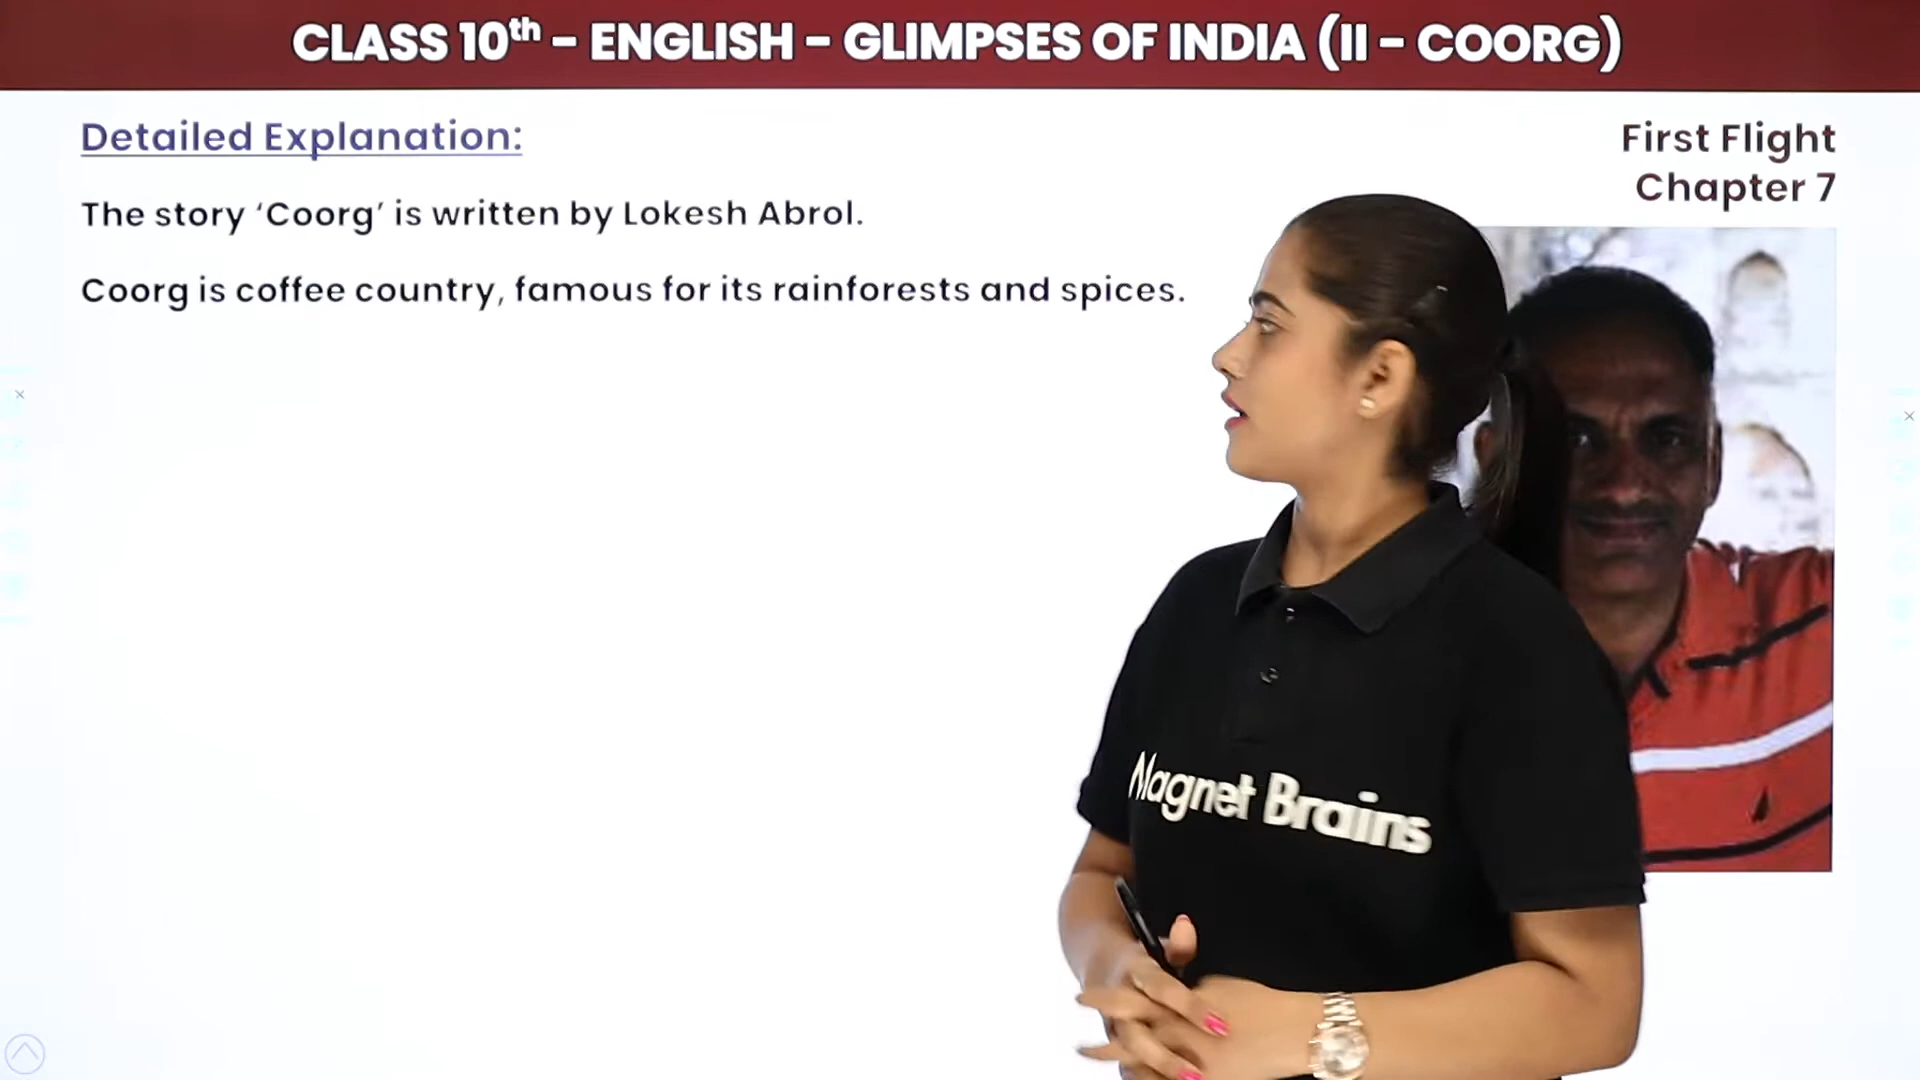 CLASS 10th - ENGLISH - GLIMPSES OF INDIA (II - COORG)
Detailed Explanation:
First Flight
Chapter 7
The story ‘Coorg’ is written by Lokesh Abrol.
Coorg is coffee country, famous for its rainforests and spices.
Magnet Brains